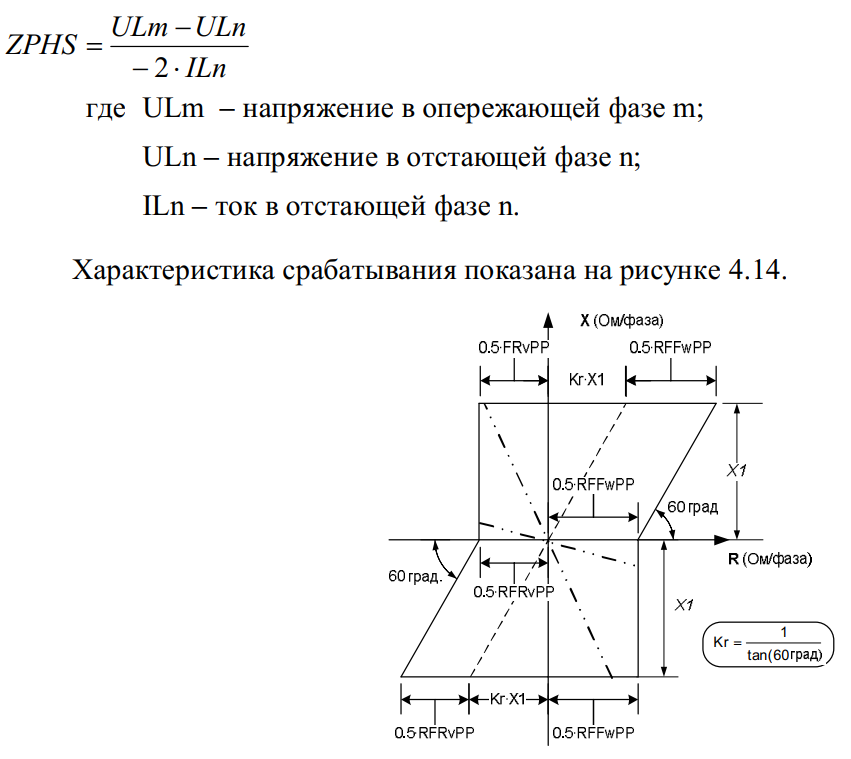 ZPHS = (ULm − ULn) / (− 2 · ILn)
где ULm – напряжение в опережающей фазе m;
ULn – напряжение в отстающей фазе n;
ILn – ток в отстающей фазе n.
Характеристика срабатывания показана на рисунке 4.14.
X (Ом/фаза)
0.5·FRvPP
0.5·RFFwPP
Kr·X1
X1
0.5·RFFwPP
60 град
R (Ом/фаза)
60 град.
0.5·RFRvPP
X1
Kr = 1 / tan(60град)
Kr·X1
0.5·RFRvPP
0.5·RFFwPP